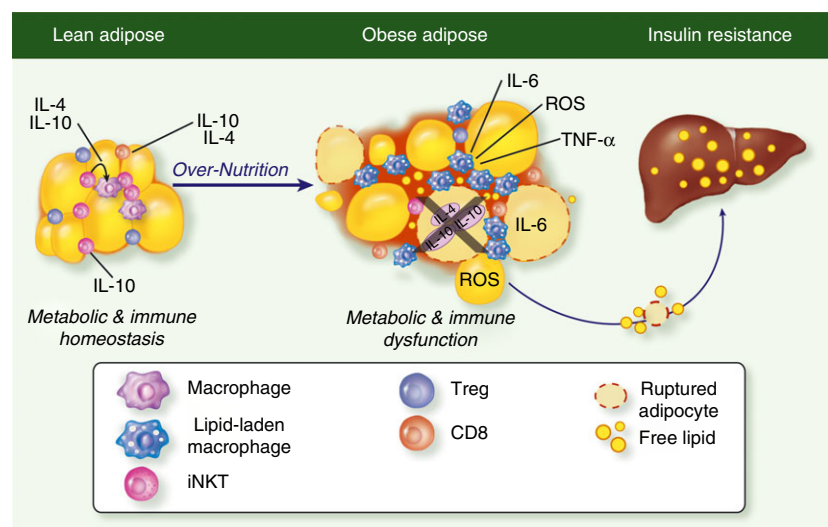 Lean adipose
Obese adipose
Insulin resistance
IL-4
IL-10
IL-10
IL-4
Over-Nutrition
IL-6
ROS
TNF-α
IL-4
IL-10
IL-10
IL-6
ROS
IL-10
Metabolic & immune
homeostasis
Metabolic & immune
dysfunction
Macrophage
Lipid-laden
macrophage
iNKT
Treg
CD8
Ruptured
adipocyte
Free lipid